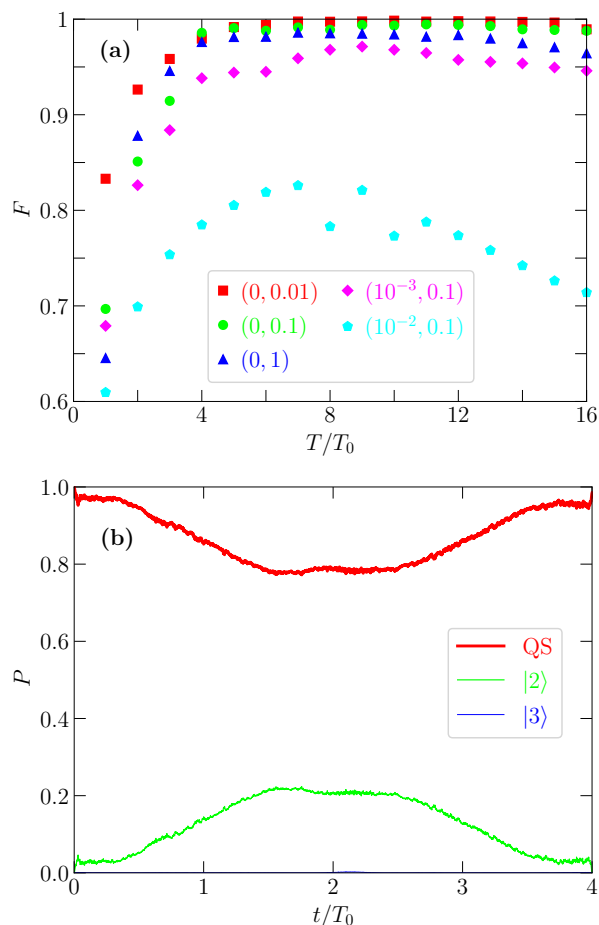 1
(a)
0.9
F
0.8
0.7
0.6
(0, 0.01) (10⁻³, 0.1)
(0, 0.1) (10⁻², 0.1)
(0, 1)
0 4 8 12 16
T/T₀
1.0
(b)
0.8
0.6
P
0.4
0.2
0.0
QS
|2⟩
|3⟩
0 1 2 3 4
t/T₀